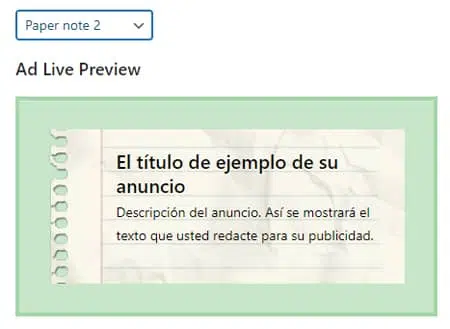 Paper note 2
Ad Live Preview
El título de ejemplo de su
anuncio
Descripción del anuncio. Así se mostrará el
texto que usted redacte para su publicidad.